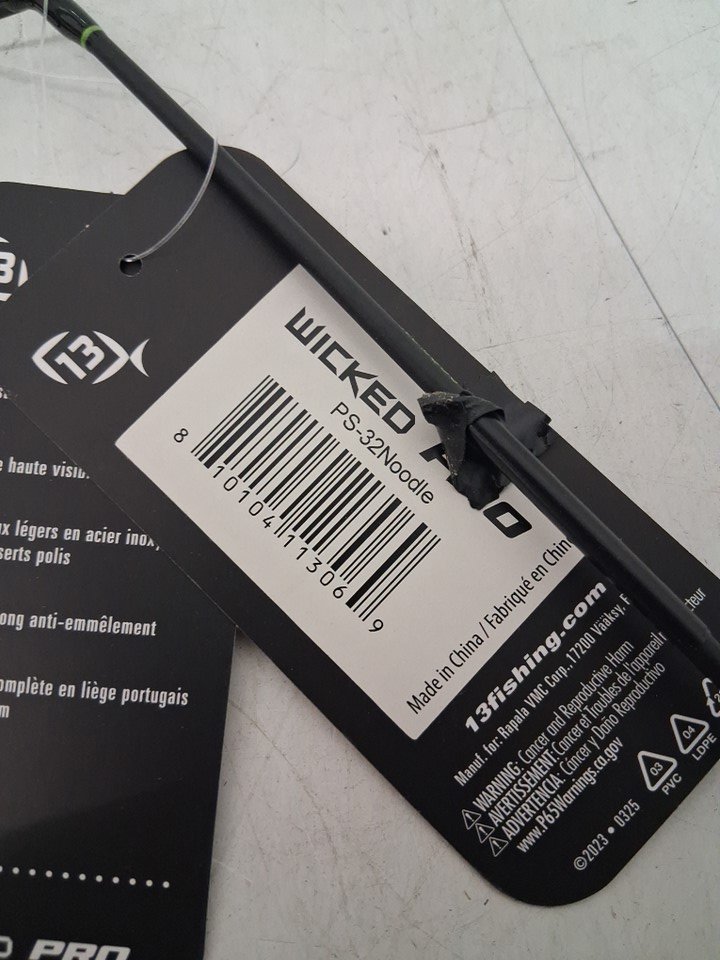 13
WICKED
PS-32Noodle
8 10104 11306 9
Made in China / Fabriqué en Chin
13fishing.com
Manuf. for: Rapala VMC Corp., 17200 Vääksy, F
WARNING: Cancer and Reproductive Harm
AVERTISSEMENT: Cancer et Troubles de l'appareil
ADVERTENCIA: Cáncer y Daño Reproductivo
www.P65Warnings.ca.gov
03
PVC
04
LDPE
©2023 • 0325
haute visib
légers en acier inox
serts polis
ong anti-emmêlement
omplète en liège portugais
m
PRO